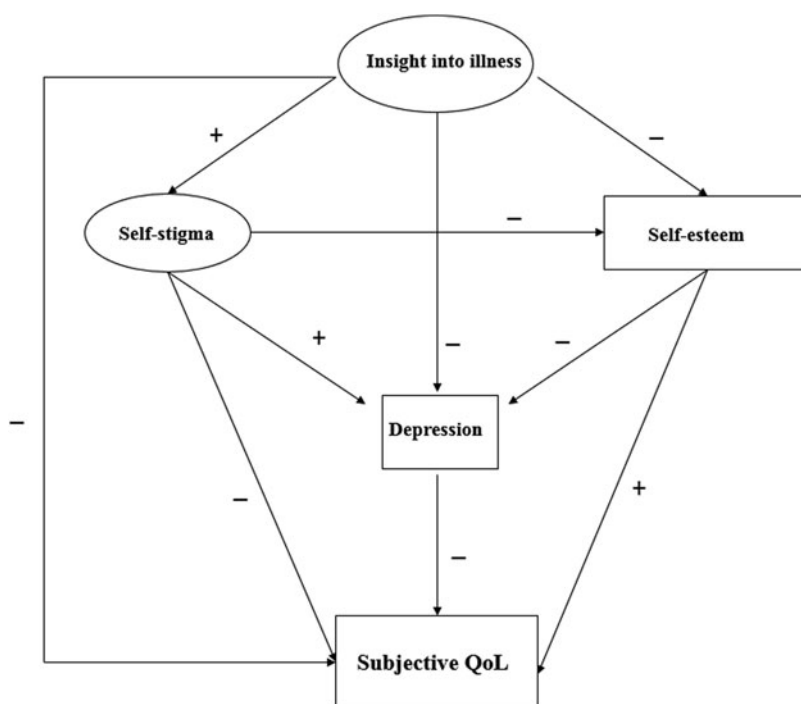 Insight into illness
+
−
Self-stigma
−
Self-esteem
+
−
−
Depression
−
−
+
−
Subjective QoL